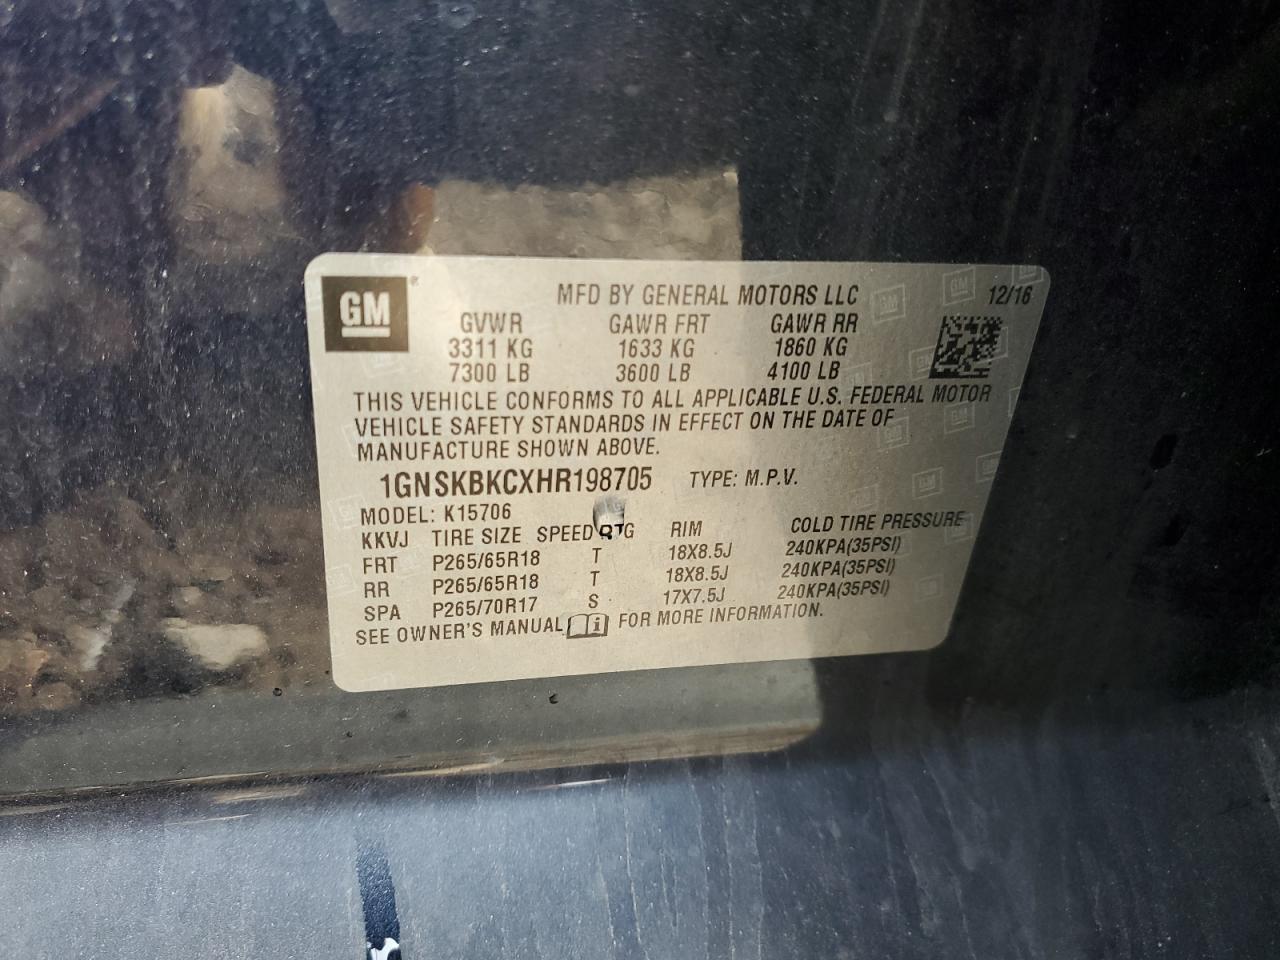 GM
MFD BY GENERAL MOTORS LLC 12/16
GVWR GAWR FRT GAWR RR
3311 KG 1633 KG 1860 KG
7300 LB 3600 LB 4100 LB
THIS VEHICLE CONFORMS TO ALL APPLICABLE U.S. FEDERAL MOTOR
VEHICLE SAFETY STANDARDS IN EFFECT ON THE DATE OF
MANUFACTURE SHOWN ABOVE.
1GNSKBKCXHR198705 TYPE: M.P.V.
MODEL: K15706
KKVJ TIRE SIZE SPEED RTG RIM COLD TIRE PRESSURE
FRT P265/65R18 T 18X8.5J 240KPA(35PSI)
RR P265/65R18 T 18X8.5J 240KPA(35PSI)
SPA P265/70R17 S 17X7.5J 240KPA(35PSI)
SEE OWNER'S MANUAL i FOR MORE INFORMATION.